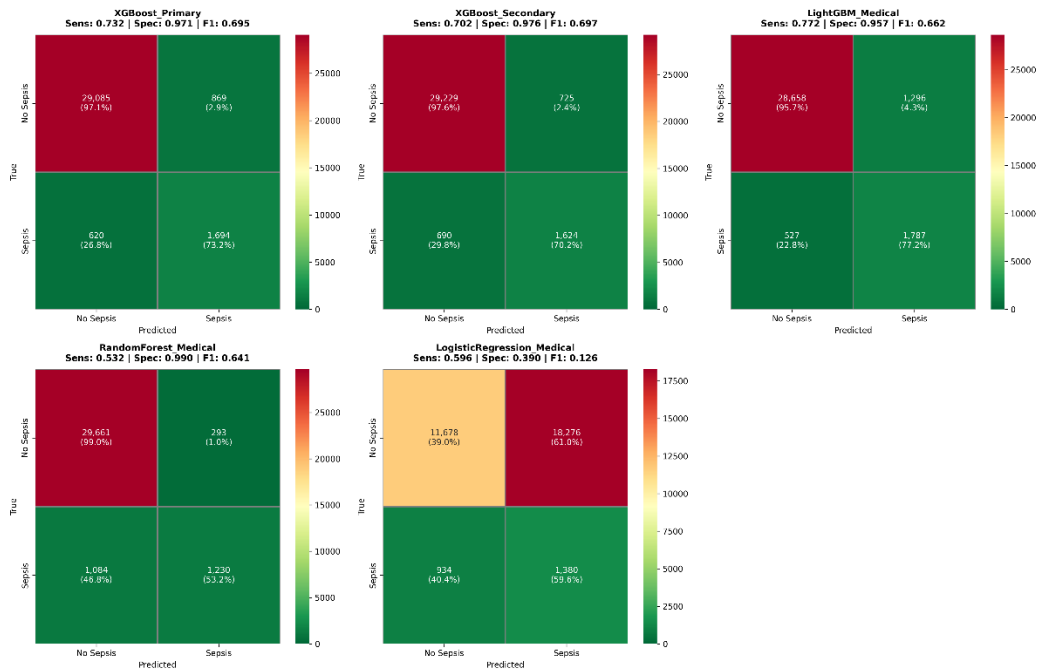 XGBoost_Primary
Sens: 0.732 | Spec: 0.971 | F1: 0.695
No Sepsis
Sepsis
True
29,085
(97.1%)
869
(2.9%)
620
(26.8%)
1,694
(73.2%)
No Sepsis
Sepsis
Predicted
25000
20000
15000
10000
5000
0
XGBoost_Secondary
Sens: 0.702 | Spec: 0.976 | F1: 0.697
No Sepsis
Sepsis
True
29,229
(97.6%)
725
(2.4%)
690
(29.8%)
1,624
(70.2%)
No Sepsis
Sepsis
Predicted
25000
20000
15000
10000
5000
0
LightGBM_Medical
Sens: 0.772 | Spec: 0.957 | F1: 0.662
No Sepsis
Sepsis
True
28,658
(95.7%)
1,296
(4.3%)
527
(22.8%)
1,787
(77.2%)
No Sepsis
Sepsis
Predicted
25000
20000
15000
10000
5000
0
RandomForest_Medical
Sens: 0.532 | Spec: 0.990 | F1: 0.641
No Sepsis
Sepsis
True
29,661
(99.0%)
293
(1.0%)
1,084
(46.8%)
1,230
(53.2%)
No Sepsis
Sepsis
Predicted
25000
20000
15000
10000
5000
0
LogisticRegression_Medical
Sens: 0.596 | Spec: 0.390 | F1: 0.126
No Sepsis
Sepsis
True
11,678
(39.0%)
18,276
(61.0%)
934
(40.4%)
1,380
(59.6%)
No Sepsis
Sepsis
Predicted
17500
15000
12500
10000
7500
5000
2500
0